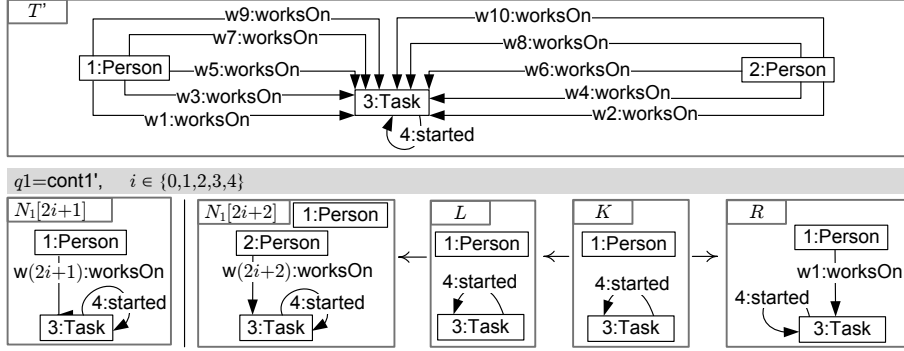 T'
w9:worksOn w10:worksOn
w7:worksOn w8:worksOn
1:Person w5:worksOn w6:worksOn 2:Person
w3:worksOn 3:Task w4:worksOn
w1:worksOn w2:worksOn
4:started
q1=cont1', i ∈ {0,1,2,3,4}
N₁[2i+1] N₁[2i+2] 1:Person L K R
1:Person 2:Person 1:Person 1:Person 1:Person
w(2i+1):worksOn w(2i+2):worksOn w1:worksOn
4:started 4:started 4:started 4:started 4:started
3:Task 3:Task 3:Task 3:Task 3:Task